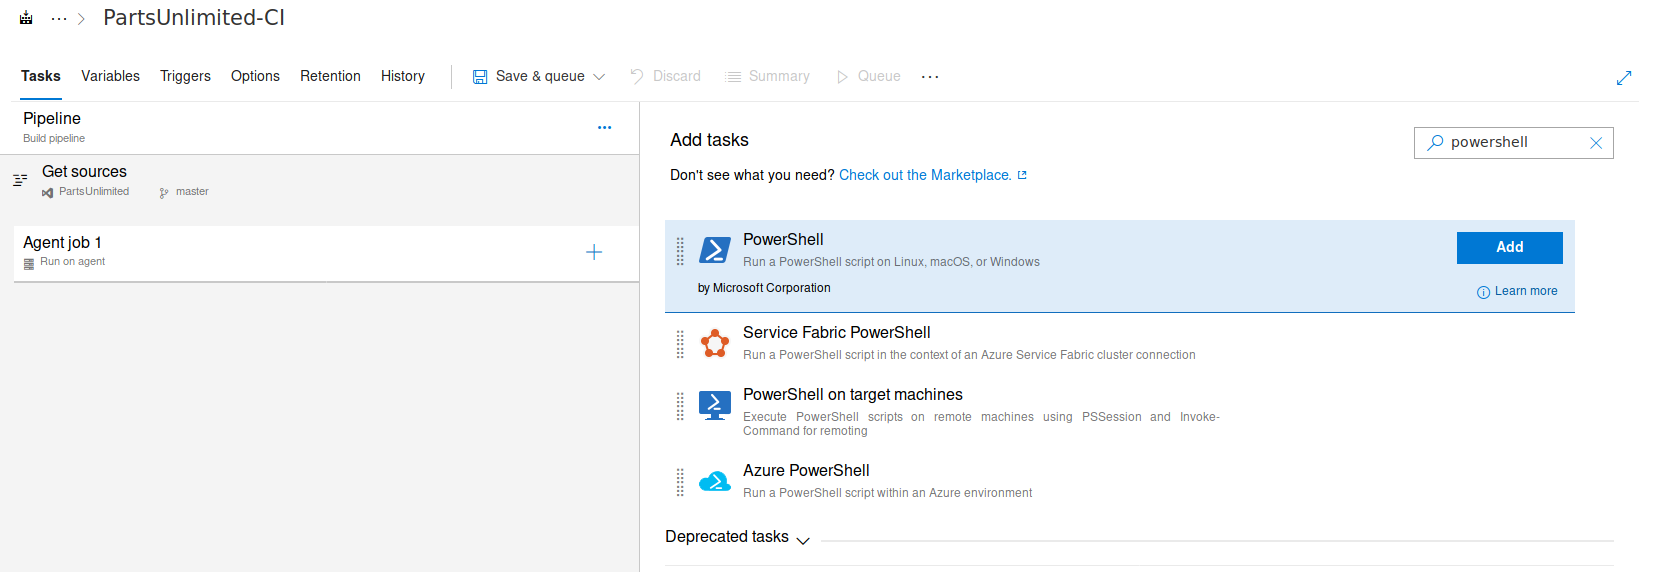 PartsUnlimited-CI
Tasks Variables Triggers Options Retention History Save & queue Discard Summary Queue
Pipeline
Build pipeline
Get sources
PartsUnlimited master
Agent job 1
Run on agent
Add tasks
powershell
Don't see what you need? Check out the Marketplace.
PowerShell
Run a PowerShell script on Linux, macOS, or Windows
by Microsoft Corporation
Add
Learn more
Service Fabric PowerShell
Run a PowerShell script in the context of an Azure Service Fabric cluster connection
PowerShell on target machines
Execute PowerShell scripts on remote machines using PSSession and Invoke-
Command for remoting
Azure PowerShell
Run a PowerShell script within an Azure environment
Deprecated tasks